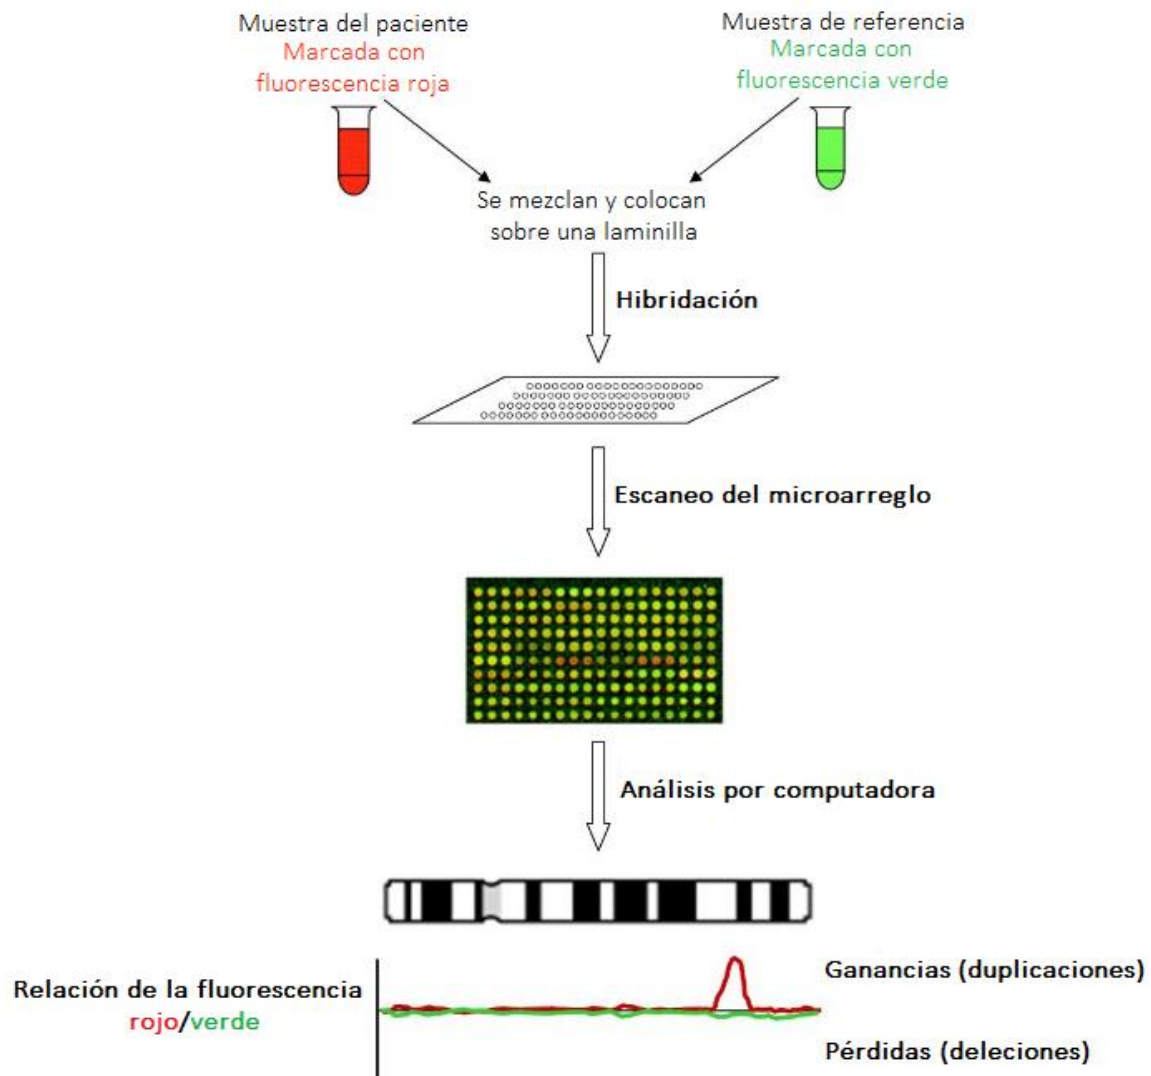 Muestra del paciente
Marcada con
fluorescencia roja
Muestra de referencia
Marcada con
fluorescencia verde
Se mezclan y colocan
sobre una laminilla
Hibridación
Escaneo del microarreglo
Análisis por computadora
Relación de la fluorescencia
rojo/verde
Ganancias (duplicaciones)
Pérdidas (deleciones)